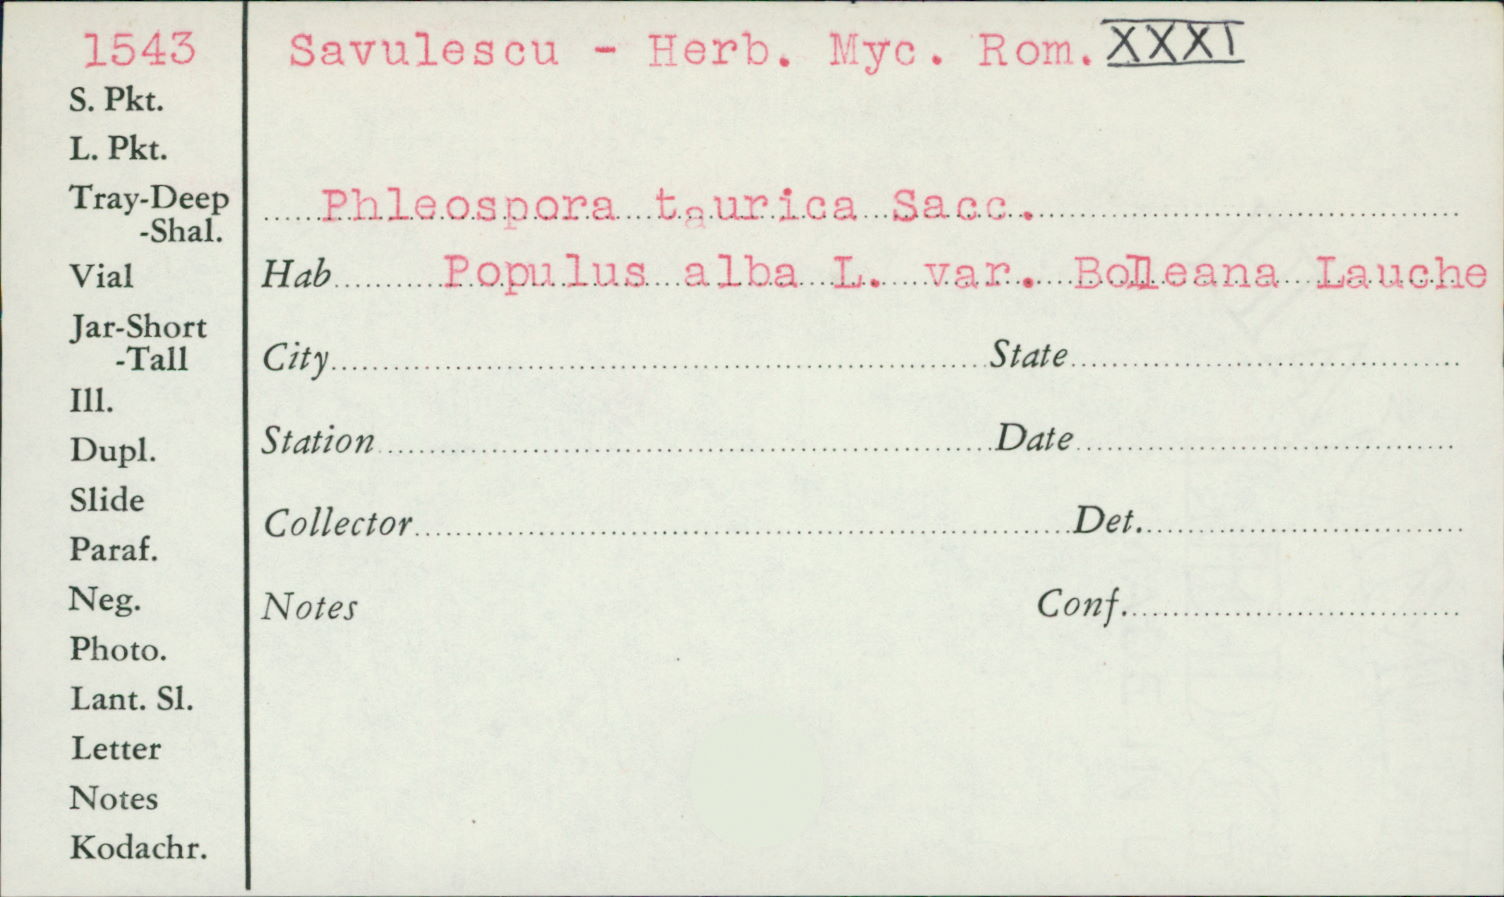 1543
Savulescu - Herb. Myc. Rom. XXXI
S. Pkt.
L. Pkt.
Tray-Deep
-Shal.
Phleospora taurica Sacc.
Vial
Hab Populus alba L. var. Bolleana Lauche
Jar-Short
-Tall
City State
Ill.
Dupl.
Station Date
Slide
Collector Det.
Paraf.
Neg.
Notes Conf.
Photo.
Lant. Sl.
Letter
Notes
Kodachr.